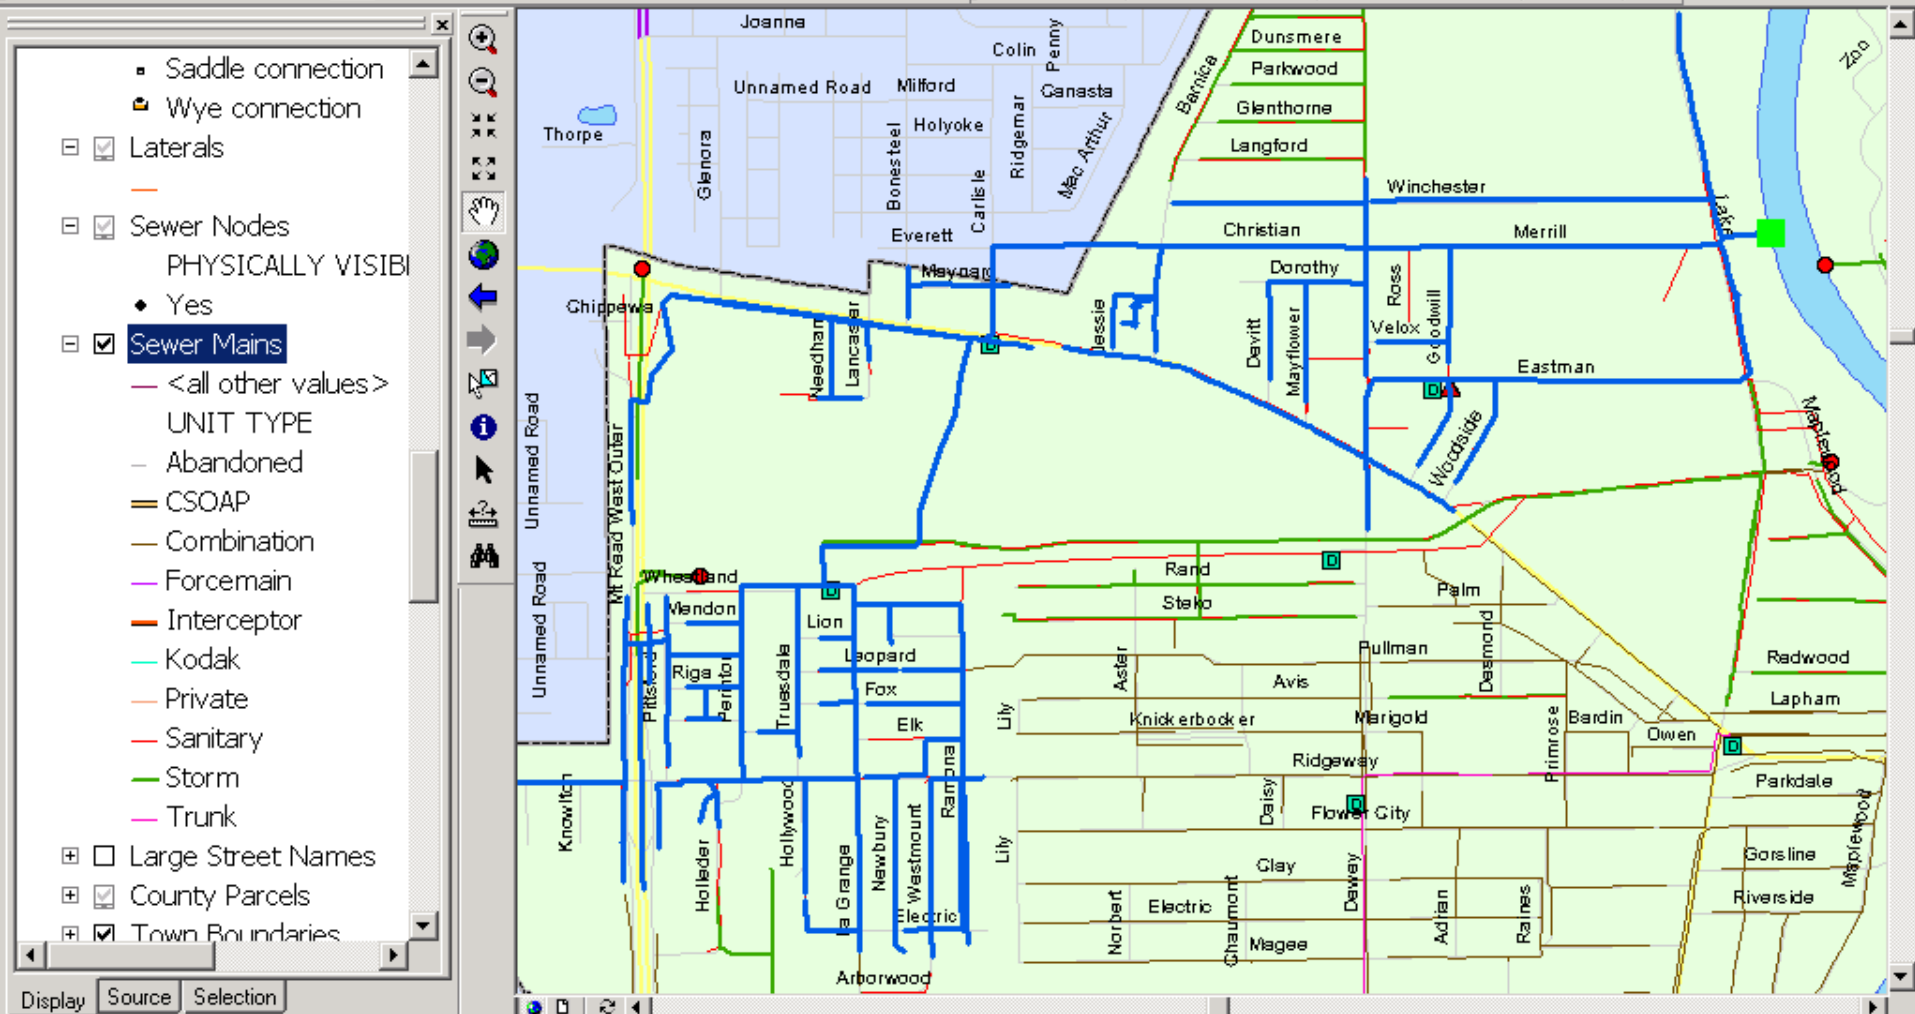 Saddle connection
Wye connection
Laterals
Sewer Nodes
PHYSICALLY VISIBI
Yes
Sewer Mains
<all other values>
UNIT TYPE
Abandoned
CSOAP
Combination
Forcemain
Interceptor
Kodak
Private
Sanitary
Storm
Trunk
Large Street Names
County Parcels
Town Boundaries
Display
Source
Selection
Joanne
Colin
Penny
Dunsmere
Parkwood
Zoo
Unnamed Road
Milford
Canasta
Barnice
Glenthorne
Thorpe
Glenora
Bonesteel
Holyoke
Ridgemar
Mac Arthur
Langford
Carlisle
Winchester
Lake
Everett
Christian
Merrill
Maynard
Dorothy
Ross
Chippewa
Needham
Lancaster
Jessie
Davitt
Mayflower
Velox
Goodwill
Eastman
Unnamed Road
Mt Read West Outer
Woodside
Maplewood
Unnamed Road
Wheatland
Mendon
Lion
Rand
Steko
Palm
Desmond
Pullman
Pittsford
Riga
Perinton
Truesdale
Leopard
Fox
Elk
Aster
Avis
Redwood
Lapham
Lily
Knickerbocker
Marigold
Primrose
Bardin
Owen
Ridgeway
Parkdale
Knowlton
Hollywood
Ramona
Daisy
Flower City
Maplewood
Holleder
La Grange
Newbury
Westmount
Lily
Clay
Dewey
Gorsline
Riverside
Electric
Norbert
Electric
Chaumont
Adrian
Raines
Magee
Arborwood
D
D
D
D
D
D